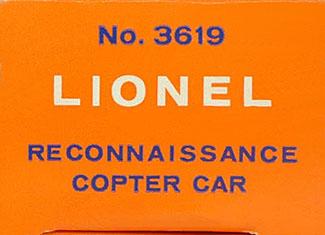 No. 3619
LIONEL
RECONNAISSANCE
COPTER CAR